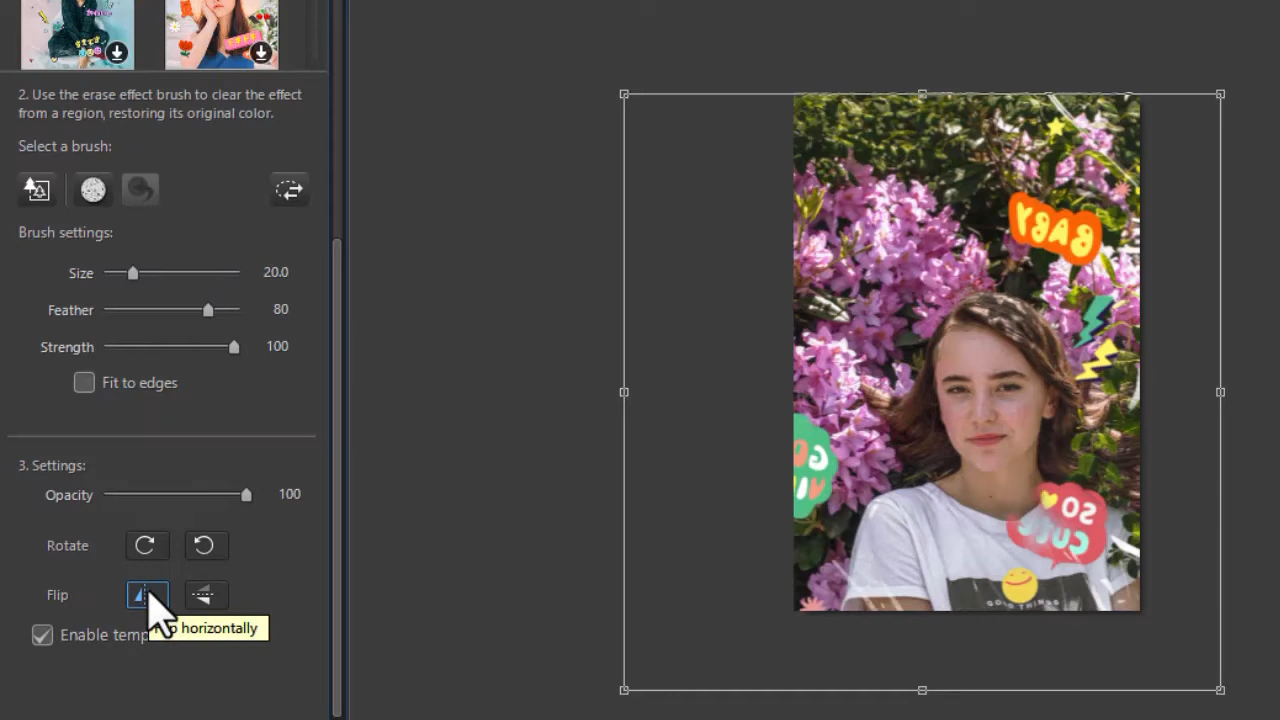 2. Use the erase effect brush to clear the effect
from a region, restoring its original color.
Select a brush:
Brush settings:
Size 20.0
Feather 80
Strength 100
Fit to edges
3. Settings:
Opacity 100
Rotate
Flip
horizontally
Enable
BABY
SO
CUTE
GOOD THINGS